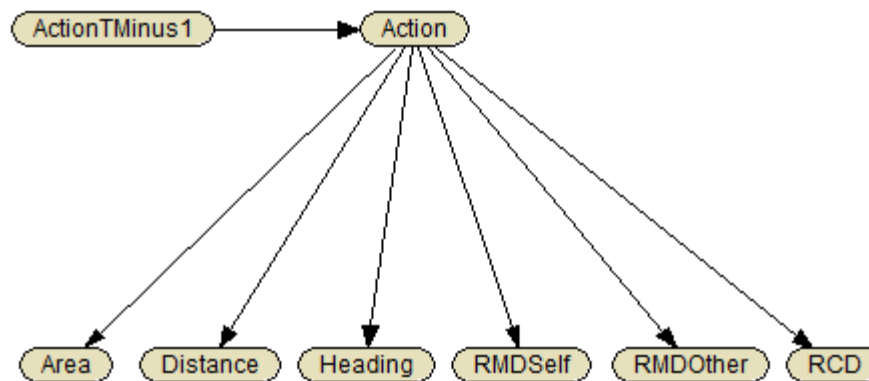 ActionTMinus1 Action
Area Distance Heading RMDSelf RMDOther RCD